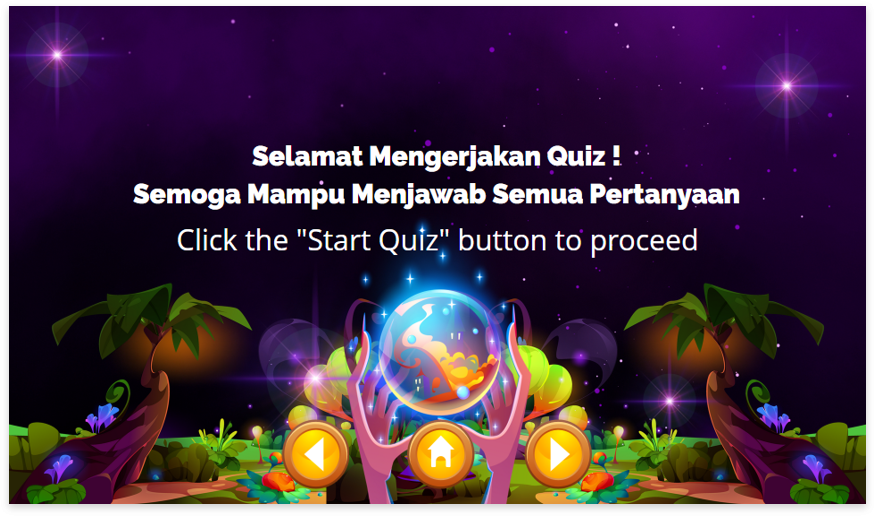 Selamat Mengerjakan Quiz !
Semoga Mampu Menjawab Semua Pertanyaan
Click the "Start Quiz" button to proceed